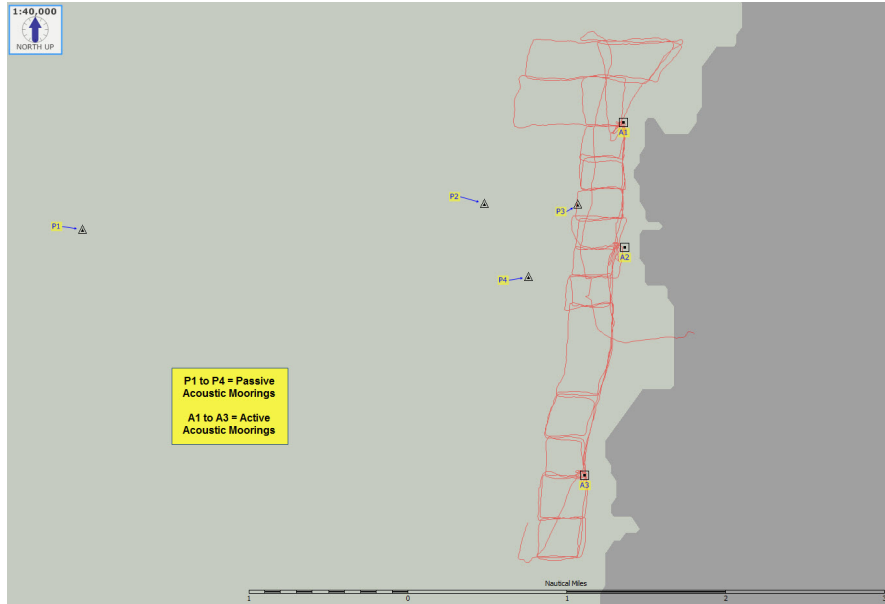 1:40,000
NORTH UP
A1
P2
P3
P1
A2
P4
P1 to P4 = Passive
Acoustic Moorings
A1 to A3 = Active
Acoustic Moorings
A3
Nautical Miles
1 0 1 2 3